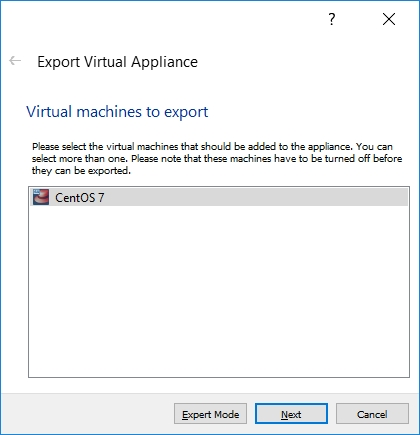 ?
Export Virtual Appliance
Virtual machines to export
Please select the virtual machines that should be added to the appliance. You can
select more than one. Please note that these machines have to be turned off before
they can be exported.
CentOS 7
Expert Mode Next Cancel